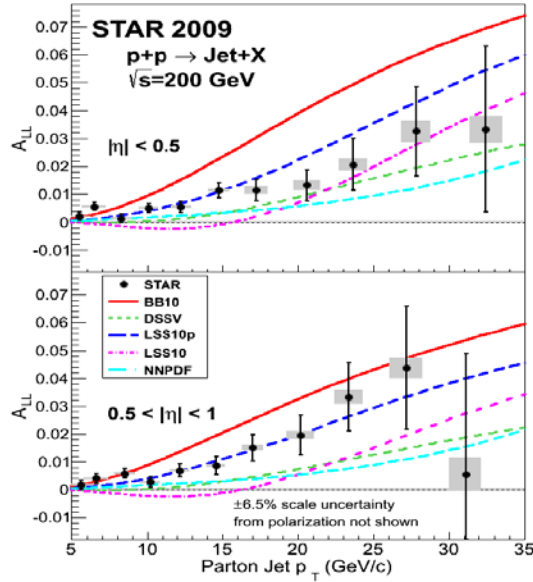 STAR 2009
p+p → Jet+X
√s=200 GeV
|η| < 0.5
A_LL
0.07
0.06
0.05
0.04
0.03
0.02
0.01
0
-0.01
STAR
BB10
DSSV
LSS10p
LSS10
NNPDF
0.5 < |η| < 1
A_LL
0.07
0.06
0.05
0.04
0.03
0.02
0.01
0
-0.01
±6.5% scale uncertainty
from polarization not shown
5 10 15 20 25 30 35
Parton Jet p_T (GeV/c)